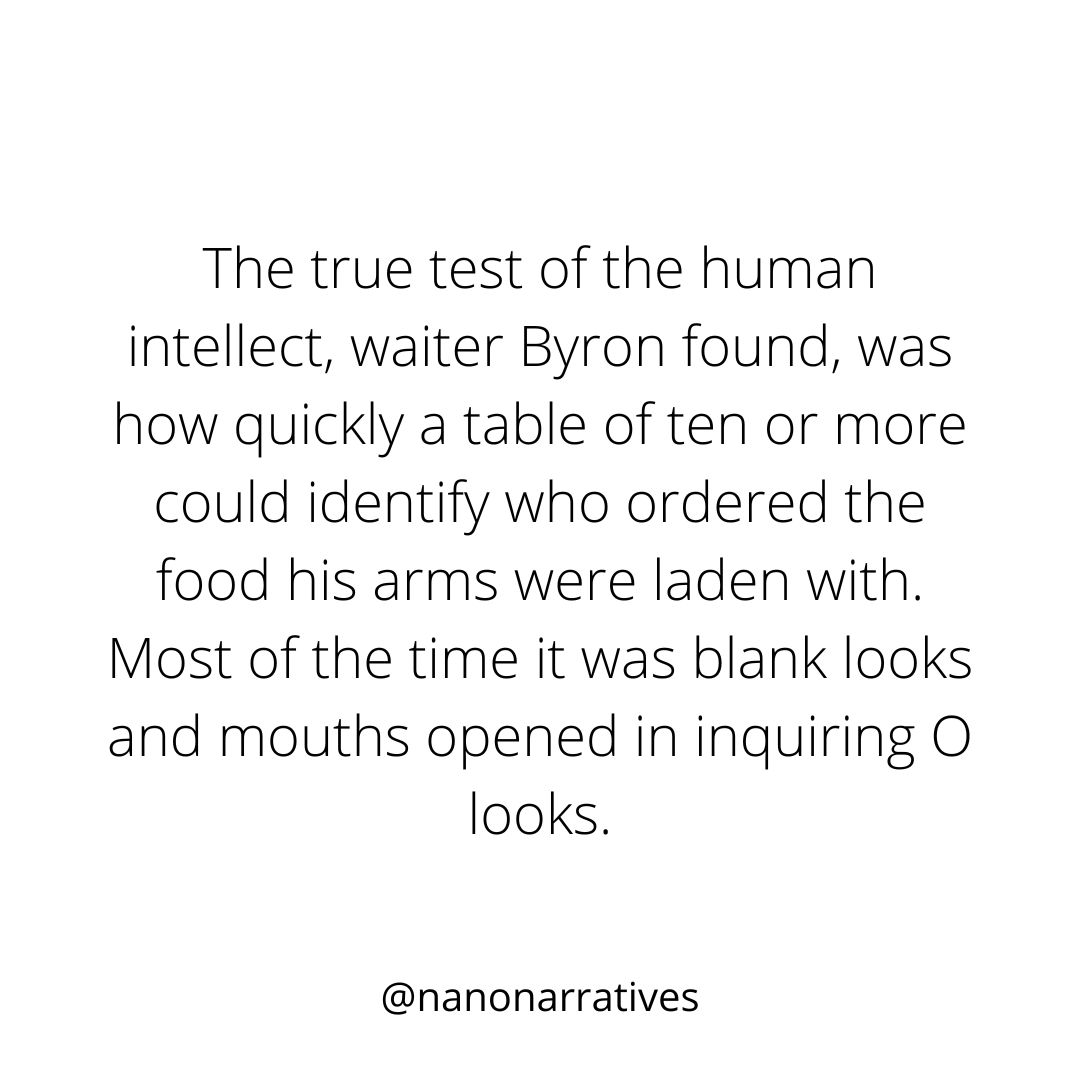 The true test of the human
intellect, waiter Byron found, was
how quickly a table of ten or more
could identify who ordered the
food his arms were laden with.
Most of the time it was blank looks
and mouths opened in inquiring O
looks.
@nanonarratives